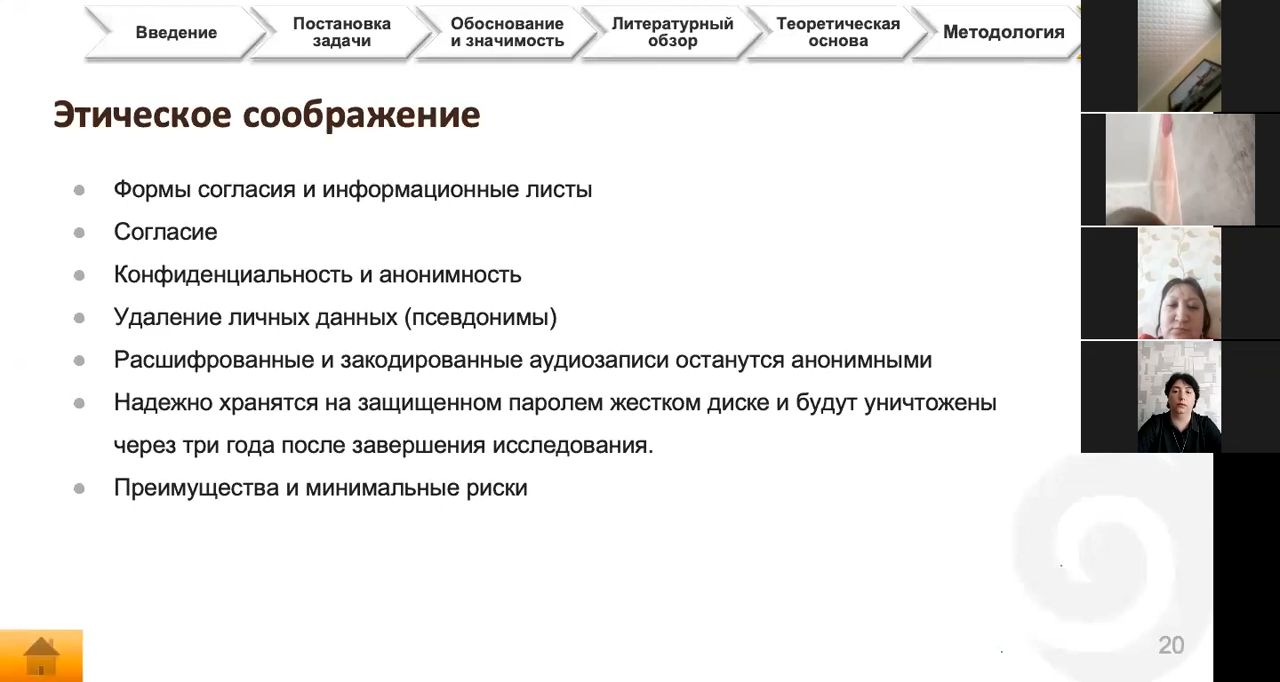 Введение
Постановка
задачи
Обоснование
и значимость
Литературный
обзор
Теоретическая
основа
Методология
Этическое соображение
Формы согласия и информационные листы
Согласие
Конфиденциальность и анонимность
Удаление личных данных (псевдонимы)
Расшифрованные и закодированные аудиозаписи останутся анонимными
Надежно хранятся на защищенном паролем жестком диске и будут уничтожены
через три года после завершения исследования.
Преимущества и минимальные риски
20